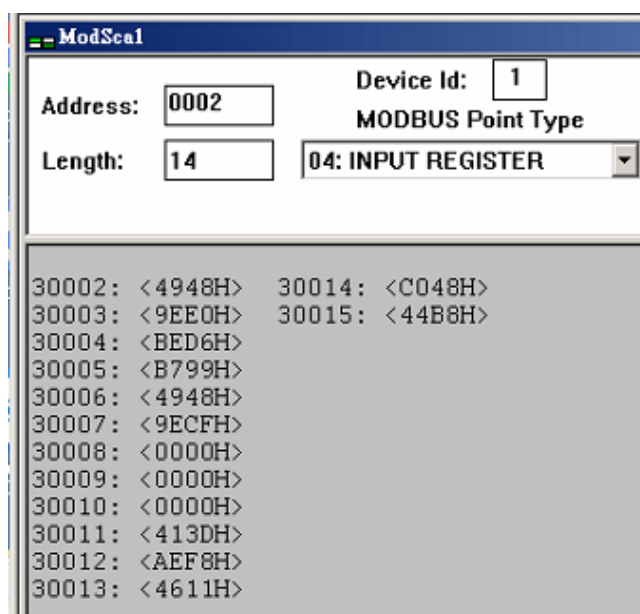 ModSca1
Address: 0002
Device Id: 1
MODBUS Point Type
Length: 14
04: INPUT REGISTER
30002: <4948H> 30014: <C048H>
30003: <9EE0H> 30015: <44B8H>
30004: <BED6H>
30005: <B799H>
30006: <4948H>
30007: <9ECFH>
30008: <0000H>
30009: <0000H>
30010: <0000H>
30011: <413DH>
30012: <AEF8H>
30013: <4611H>